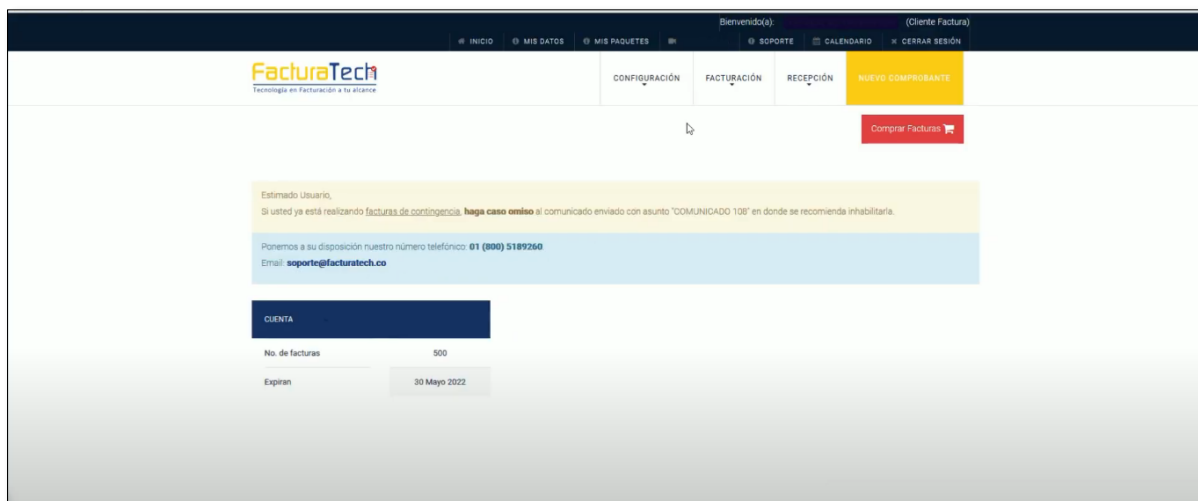 Bienvenido(a): (Cliente Factura)
INICIO MIS DATOS MIS PAQUETES SOPORTE CALENDARIO CERRAR SESIÓN
FacturaTech
Tecnología en Facturación a tu alcance
CONFIGURACIÓN FACTURACIÓN RECEPCIÓN NUEVO COMPROBANTE
Comprar Facturas
Estimado Usuario,
Si usted ya está realizando facturas de contingencia, haga caso omiso al comunicado enviado con asunto "COMUNICADO 108" en donde se recomienda inhabilitarla.
Ponemos a su disposición nuestro número telefónico: 01 (800) 5189260
Email: soporte@facturatech.co
CUENTA
No. de facturas 500
Expiran 30 Mayo 2022